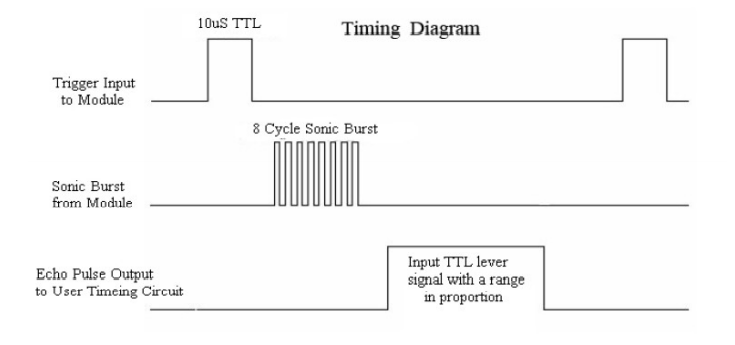 10uS TTL
Timing Diagram
Trigger Input
to Module
8 Cycle Sonic Burst
Sonic Burst
from Module
Echo Pulse Output
to User Timeing Circuit
Input TTL lever
signal with a range
in proportion